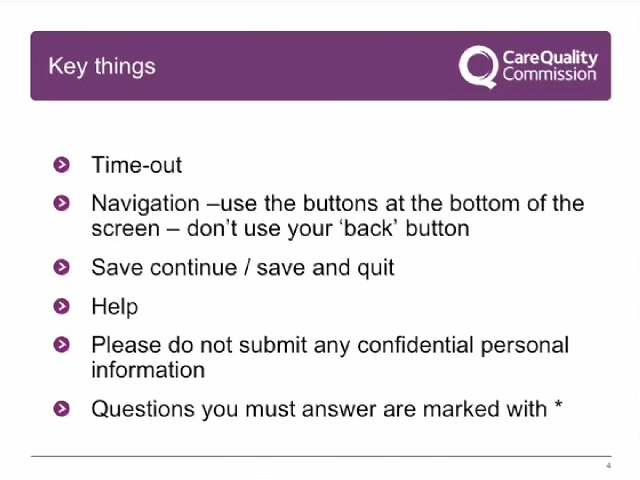 Key things
CareQuality
Commission
Time-out
Navigation –use the buttons at the bottom of the
screen – don't use your 'back' button
Save continue / save and quit
Help
Please do not submit any confidential personal
information
Questions you must answer are marked with *
4